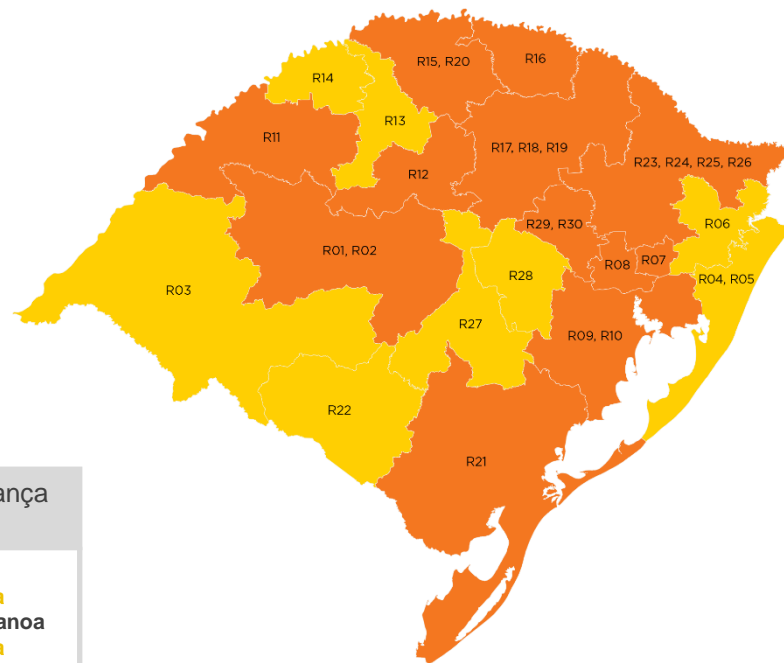 R15, R20
R16
R14
R13
R11
R17, R18, R19
R23, R24, R25, R26
R12
R06
R29, R30
R01, R02
R08
R07
R28
R04, R05
R03
R27
R09, R10
R22
R21
ança
a
anoa
a